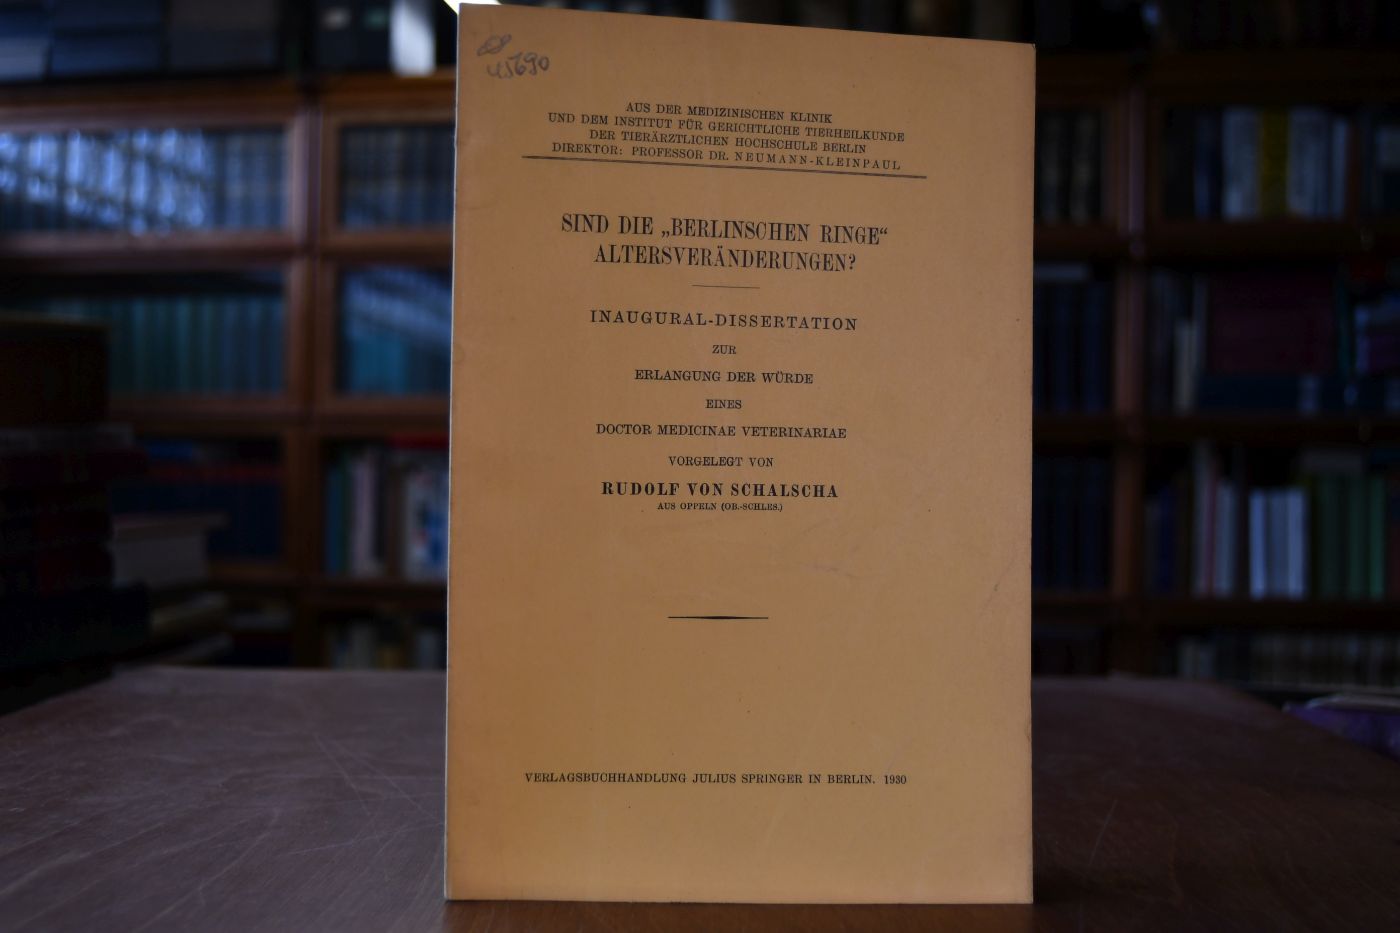 45690
AUS DER MEDIZINISCHEN KLINIK
UND DEM INSTITUT FÜR GERICHTLICHE TIERHEILKUNDE
DER TIERÄRZTLICHEN HOCHSCHULE BERLIN
DIREKTOR: PROFESSOR DR. NEUMANN-KLEINPAUL
SIND DIE „BERLINSCHEN RINGE“
ALTERSVERÄNDERUNGEN?
INAUGURAL-DISSERTATION
ZUR
ERLANGUNG DER WÜRDE
EINES
DOCTOR MEDICINAE VETERINARIAE
VORGELEGT VON
RUDOLF VON SCHALSCHA
AUS OPPELN (OB.-SCHLES.)
VERLAGSBUCHHANDLUNG JULIUS SPRINGER IN BERLIN. 1930